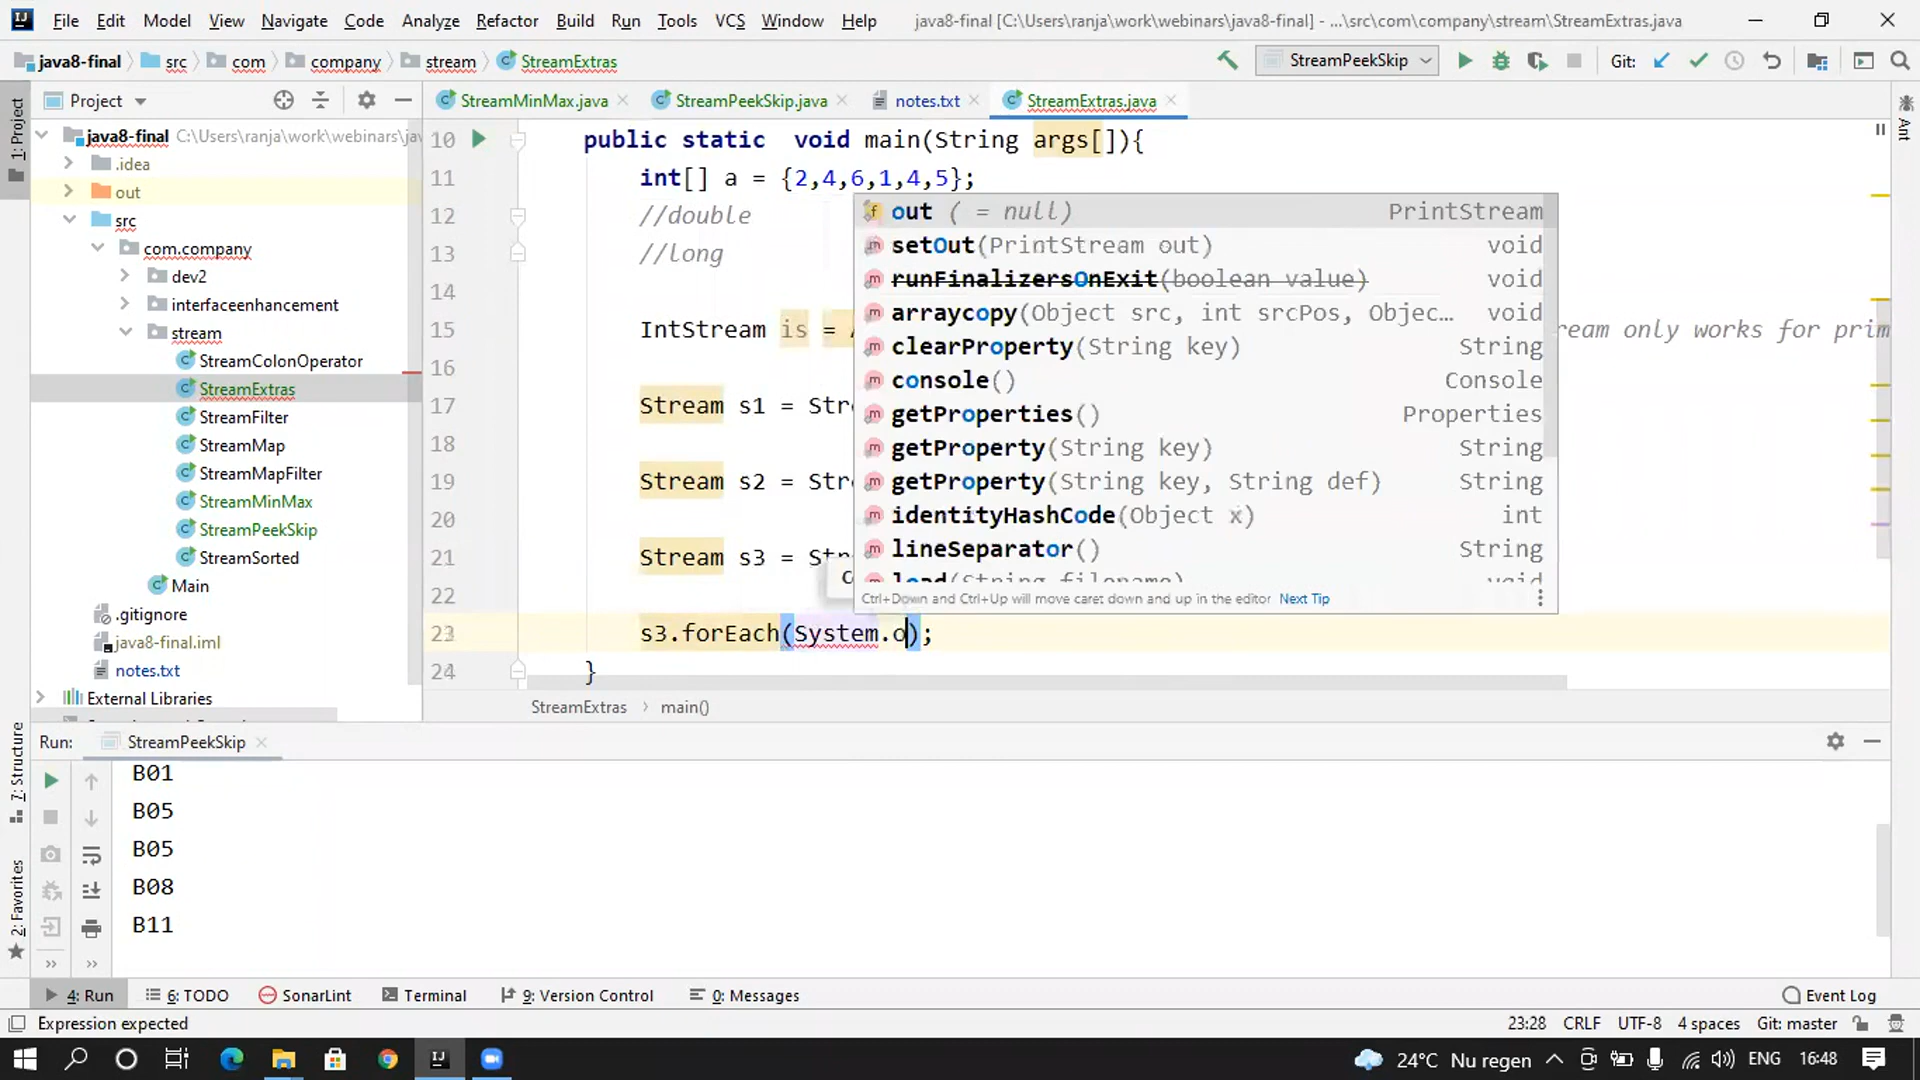 File Edit Model View Navigate Code Analyze Refactor Build Run Tools VCS Window Help java8-final [C:\Users\ranja\work\webinars\java8-final] - ...\src\com\company\stream\StreamExtras.java
java8-final src com company stream StreamExtras StreamPeekSkip Git:
1: Project
Project
StreamMinMax.java StreamPeekSkip.java notes.txt StreamExtras.java
Ant
java8-final C:\Users\ranja\work\webinars\jav
.idea
out
src
com.company
dev2
interfaceenhancement
stream
StreamColonOperator
StreamExtras
StreamFilter
StreamMap
StreamMapFilter
StreamMinMax
StreamPeekSkip
StreamSorted
Main
.gitignore
java8-final.iml
notes.txt
External Libraries
10 public static void main(String args[]){
11 int[] a = {2,4,6,1,4,5};
12 //double
13 //long
14
15 IntStream is = ream only works for prim
16
17 Stream s1 = Stre
18
19 Stream s2 = Stre
20
21 Stream s3 = Stre
22
23 s3.forEach(System.o);
24 }
out ( = null) PrintStream
setOut(PrintStream out) void
runFinalizersOnExit(boolean value) void
arraycopy(Object src, int srcPos, Objec... void
clearProperty(String key) String
console() Console
getProperties() Properties
getProperty(String key) String
getProperty(String key, String def) String
identityHashCode(Object x) int
lineSeparator() String
load(String filename) void
Ctrl+Down and Ctrl+Up will move caret down and up in the editor Next Tip
StreamExtras main()
7: Structure
2: Favorites
Run: StreamPeekSkip
B01
B05
B05
B08
B11
4: Run 6: TODO SonarLint Terminal 9: Version Control 0: Messages Event Log
Expression expected 23:28 CRLF UTF-8 4 spaces Git: master
24°C Nu regen ENG 16:48